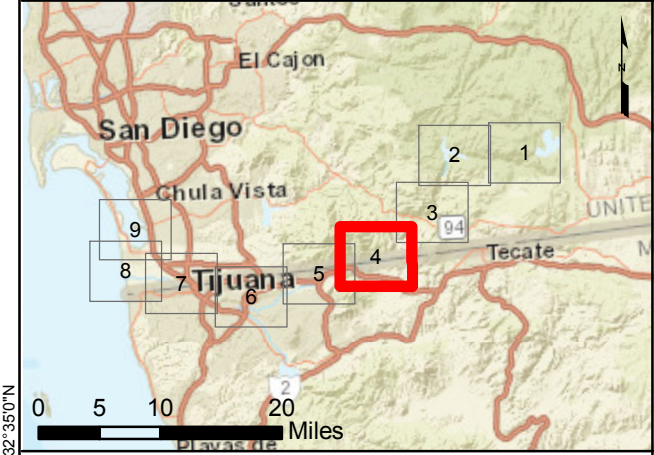 Santee
El Cajon
N
San Diego
2
1
Chula Vista
3
UNITE
9
94
4
Tecate
M
8
7
Tijuana
6
5
2
32°35'0"N
0 5 10 20
Miles
Playas de